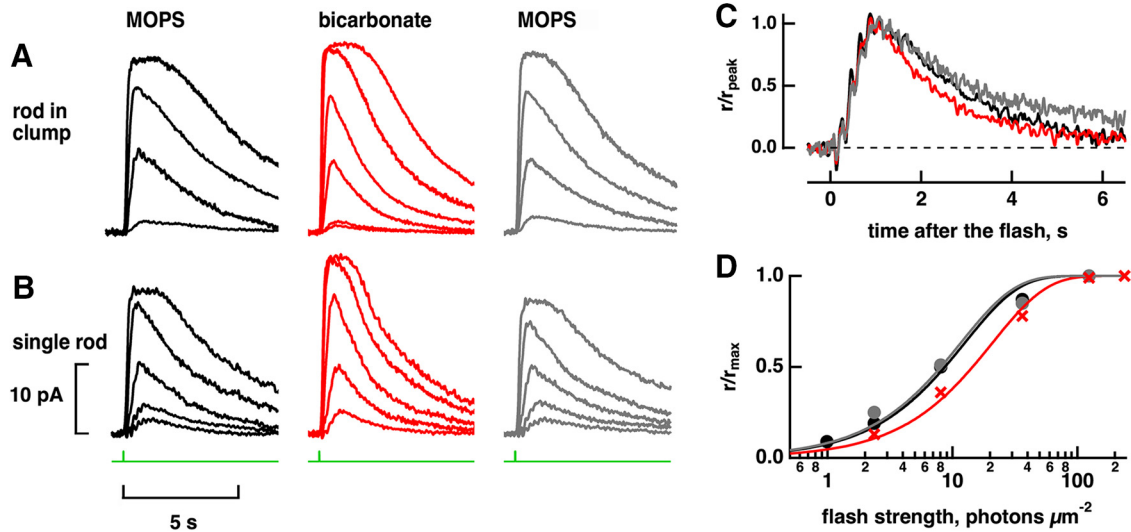 MOPS
bicarbonate
MOPS
A
rod in
clump
B
single rod
10 pA
5 s
C
1.0
0.5
0.0
r/rpeak
0 2 4 6
time after the flash, s
D
1.0
0.5
0.0
r/rmax
6 8 2 4 6 8 2 4 6 8 2
1 10 100
flash strength, photons µm-2